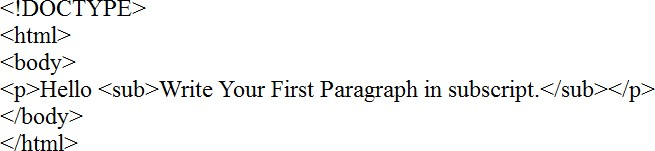 <!DOCTYPE>
<html>
<body>
<p>Hello <sub>Write Your First Paragraph in subscript.</sub></p>
</body>
</html>